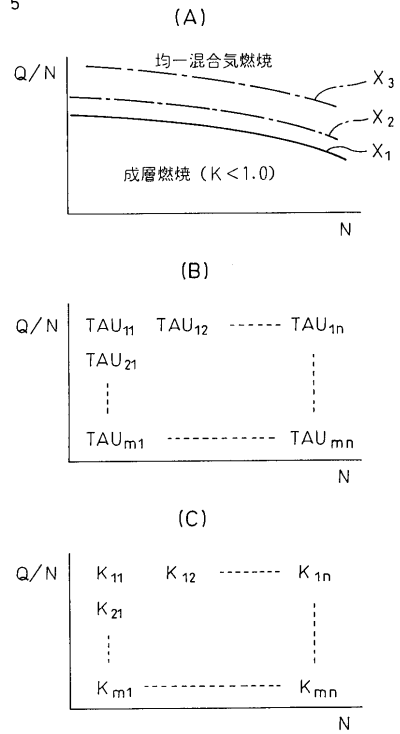 5
(A)
均一混合気燃焼
Q/N
X3
X2
X1
成層燃焼 (K<1.0)
N
(B)
Q/N TAU11 TAU12 TAU1n
TAU21
TAUm1 TAUmn
N
(C)
Q/N K11 K12 K1n
K21
Km1 Kmn
N